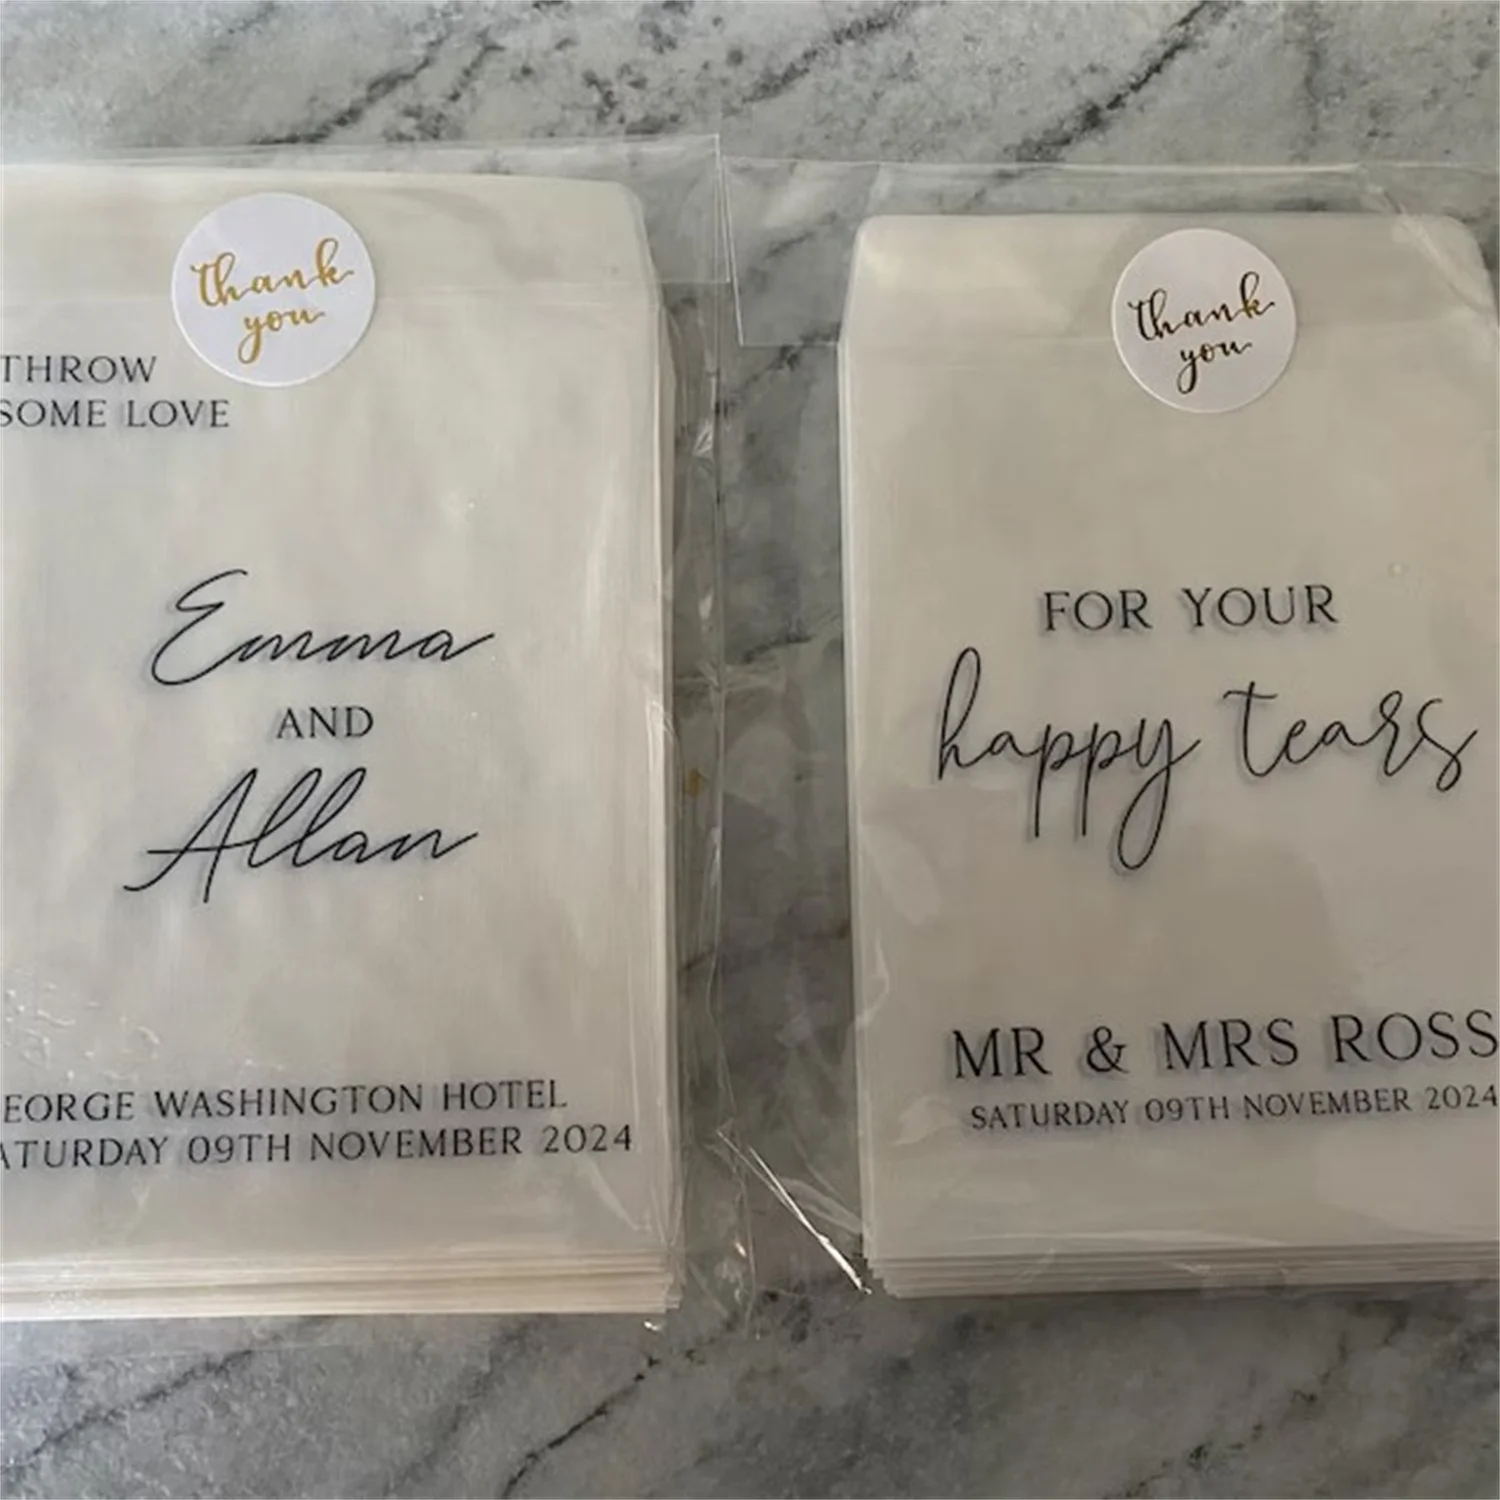 thank
you
THROW
SOME LOVE
Emma
AND
Allan
EORGE WASHINGTON HOTEL
ATURDAY 09TH NOVEMBER 2024
thank
you
FOR YOUR
happy tears
MR & MRS ROSS
SATURDAY 09TH NOVEMBER 2024